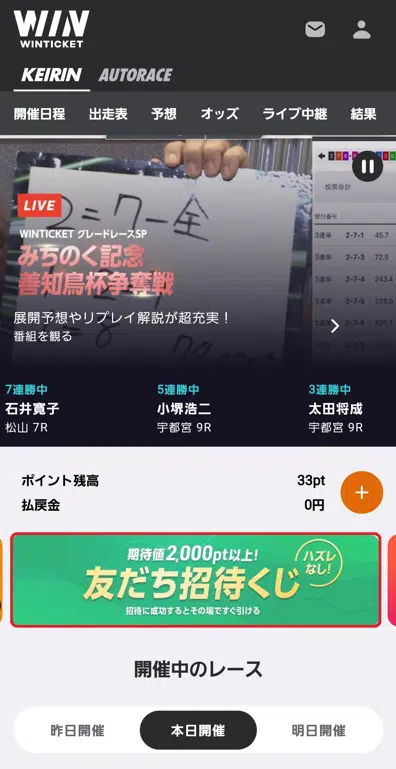 WIN
WINTICKET
KEIRIN AUTORACE
開催日程 出走表 予想 オッズ ライブ中継 結果
2=7-全
LIVE
WINTICKET グレードレースSP
みちのく記念
善知鳥杯争奪戦
展開予想やリプレイ解説が超充実！
番組を観る
投票合計
受付番号
3連単 2-7-1 45.7
3連単 2-7-3 72.5
3連単 2-7-4 243.4
7連勝中 5連勝中 3連勝中
石井寛子 小堺浩二 太田将成
松山 7R 宇都宮 9R 宇都宮 9R
ポイント残高 33pt
払戻金 0円
期待値2,000pt以上!
友だち招待くじ
ハズレなし!
招待に成功するとその場ですぐ引ける
開催中のレース
昨日開催 本日開催 明日開催